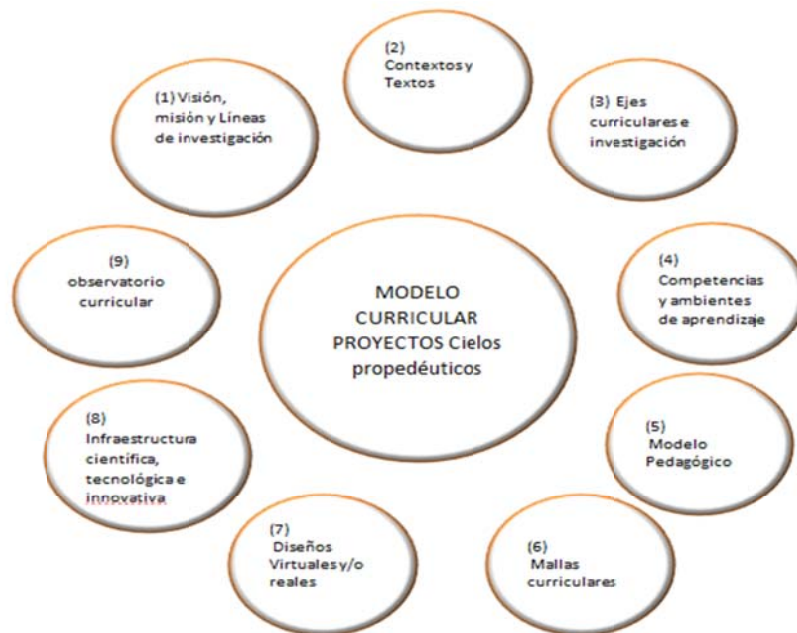 (1) Visión,
misión y Líneas
de investigación
(2)
Contextos y
Textos
(3) Ejes
curriculares e
investigación
(4)
Competencias
y ambientes
de aprendizaje
(5)
Modelo
Pedagógico
(6)
Mallas
curriculares
(7)
Diseños
Virtuales y/o
reales
(8)
Infraestructura
científica,
tecnológica e
innovativa
(9)
observatorio
curricular
MODELO
CURRICULAR
PROYECTOS Cielos
propedéuticos